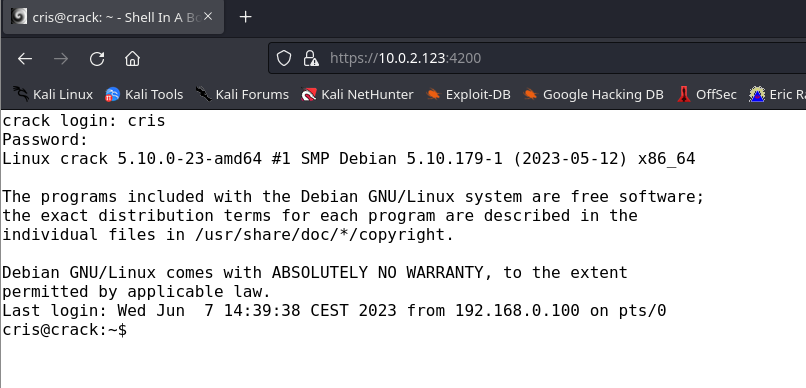 cris@crack: ~ - Shell In A Bo
https://10.0.2.123:4200
Kali Linux Kali Tools Kali Forums Kali NetHunter Exploit-DB Google Hacking DB OffSec Eric Ra
crack login: cris
Password:
Linux crack 5.10.0-23-amd64 #1 SMP Debian 5.10.179-1 (2023-05-12) x86_64
The programs included with the Debian GNU/Linux system are free software;
the exact distribution terms for each program are described in the
individual files in /usr/share/doc/*/copyright.
Debian GNU/Linux comes with ABSOLUTELY NO WARRANTY, to the extent
permitted by applicable law.
Last login: Wed Jun  7 14:39:38 CEST 2023 from 192.168.0.100 on pts/0
cris@crack:~$